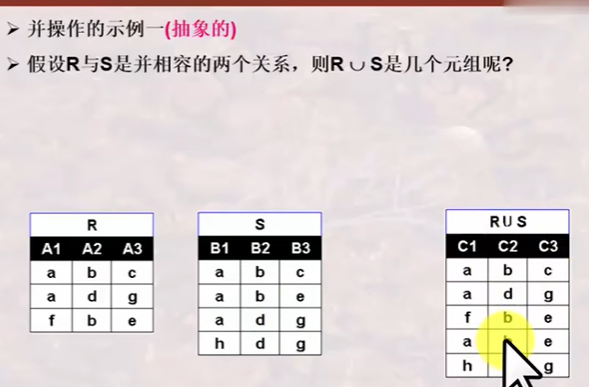 并操作的示例一(抽象的)
假设R与S是并相容的两个关系，则R ∪ S是几个元组呢?
R
A1 A2 A3
a b c
a d g
f b e
S
B1 B2 B3
a b c
a b e
a d g
h d g
R U S
C1 C2 C3
a b c
a d g
f b e
a b e
h g